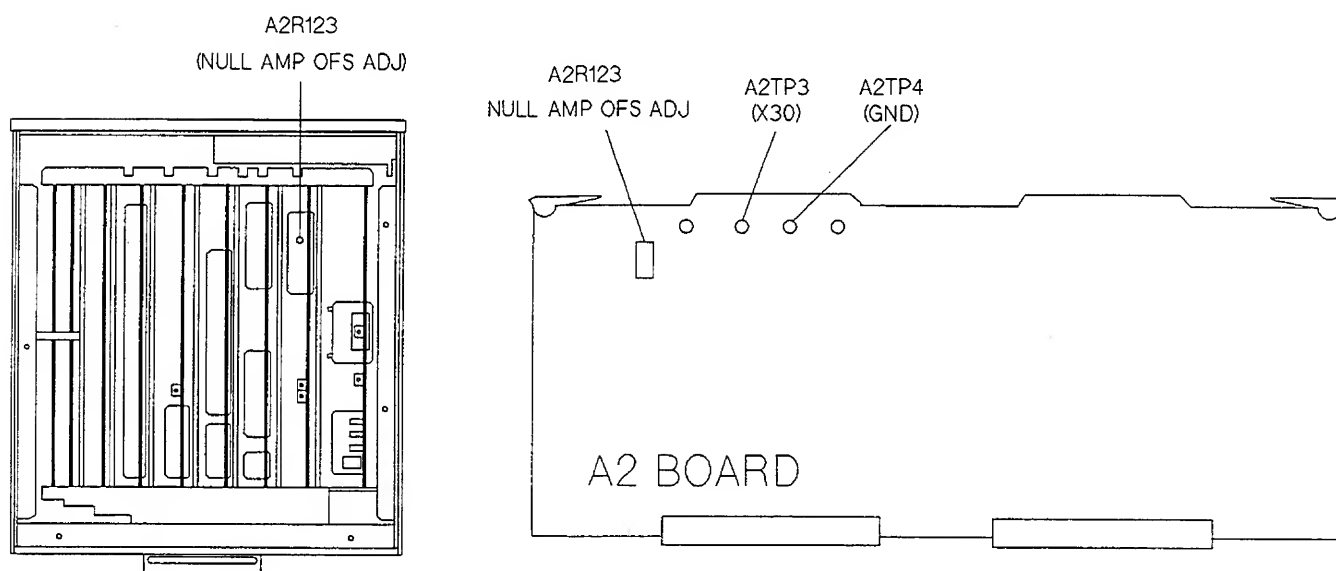 A2R123
(NULL AMP OFS ADJ)
A2R123
NULL AMP OFS ADJ
A2TP3
(X30)
A2TP4
(GND)
A2 BOARD